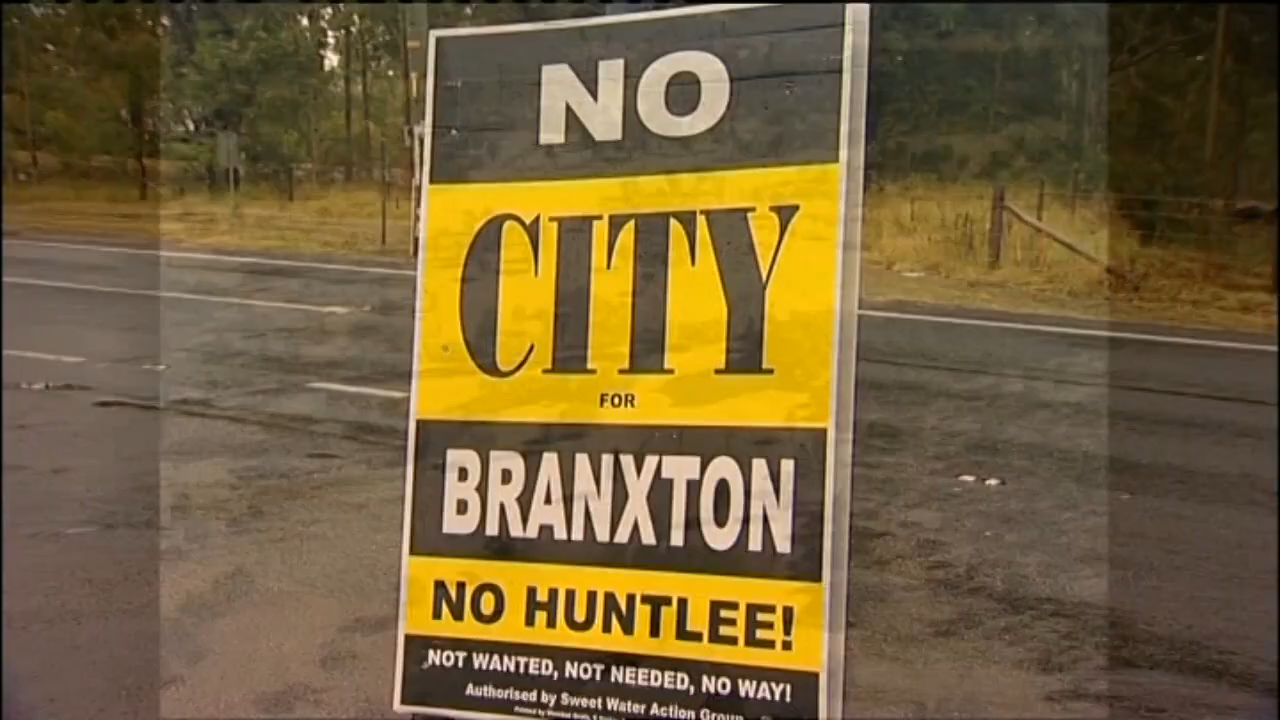 NO
CITY
FOR
BRANXTON
NO HUNTLEE!
NOT WANTED, NOT NEEDED, NO WAY!
Authorised by Sweet Water Action Group